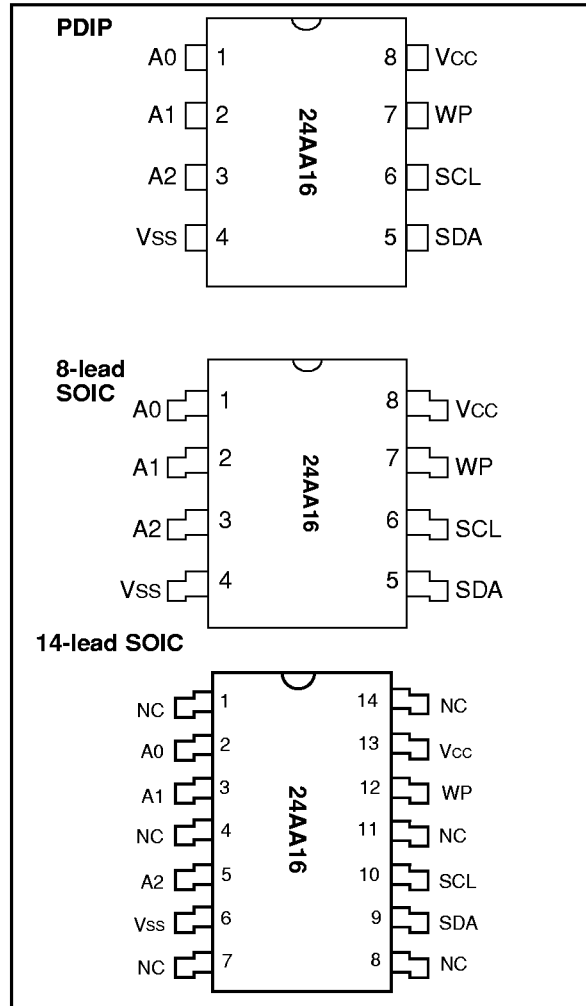 PDIP
A0 1 8 VCC
A1 2 7 WP
24AA16
A2 3 6 SCL
VSS 4 5 SDA
8-lead
SOIC
A0 1 8 VCC
A1 2 7 WP
24AA16
A2 3 6 SCL
VSS 4 5 SDA
14-lead SOIC
NC 1 14 NC
A0 2 13 VCC
A1 3 12 WP
24AA16
NC 4 11 NC
A2 5 10 SCL
VSS 6 9 SDA
NC 7 8 NC